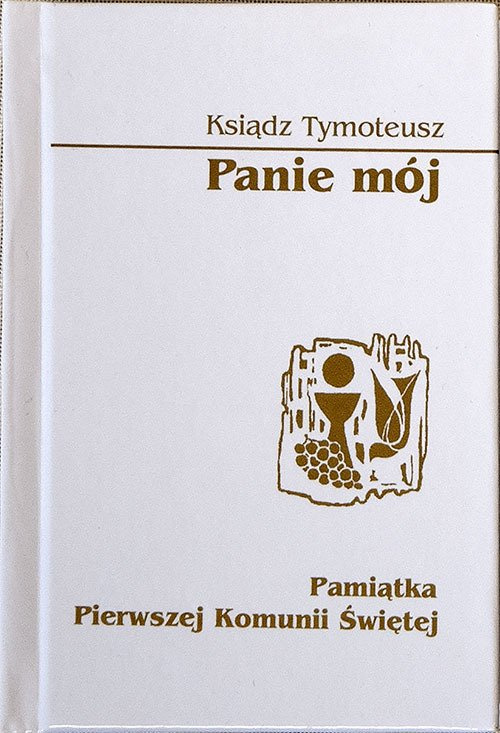 Ksiądz Tymoteusz
Panie mój
Pamiątka
Pierwszej Komunii Świętej